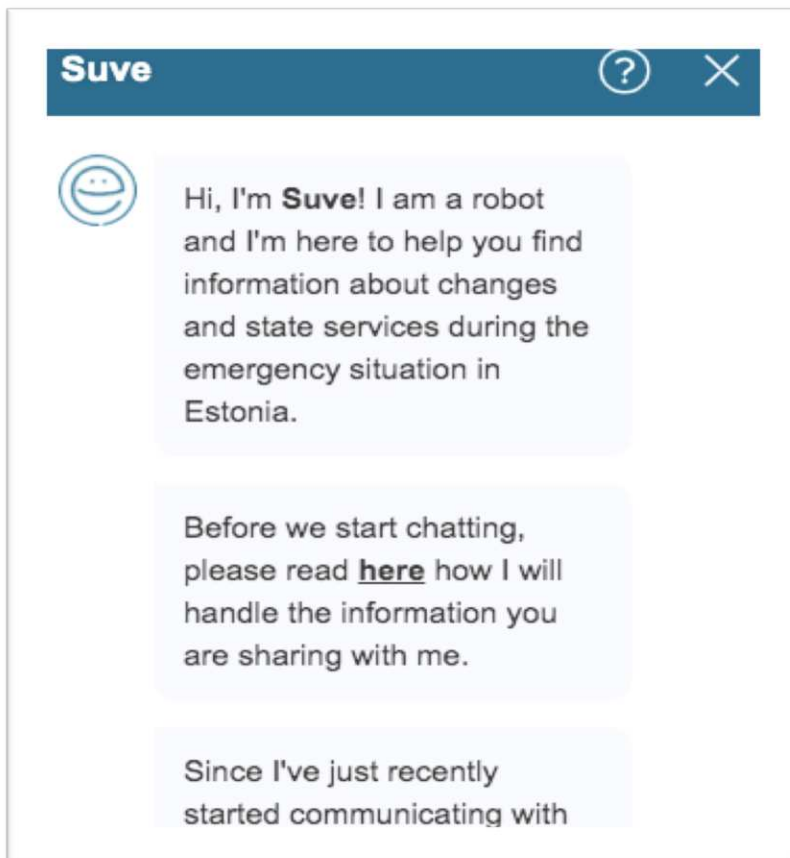 Suve ?
Hi, I'm Suve! I am a robot
and I'm here to help you find
information about changes
and state services during the
emergency situation in
Estonia.
Before we start chatting,
please read here how I will
handle the information you
are sharing with me.
Since I've just recently
started communicating with